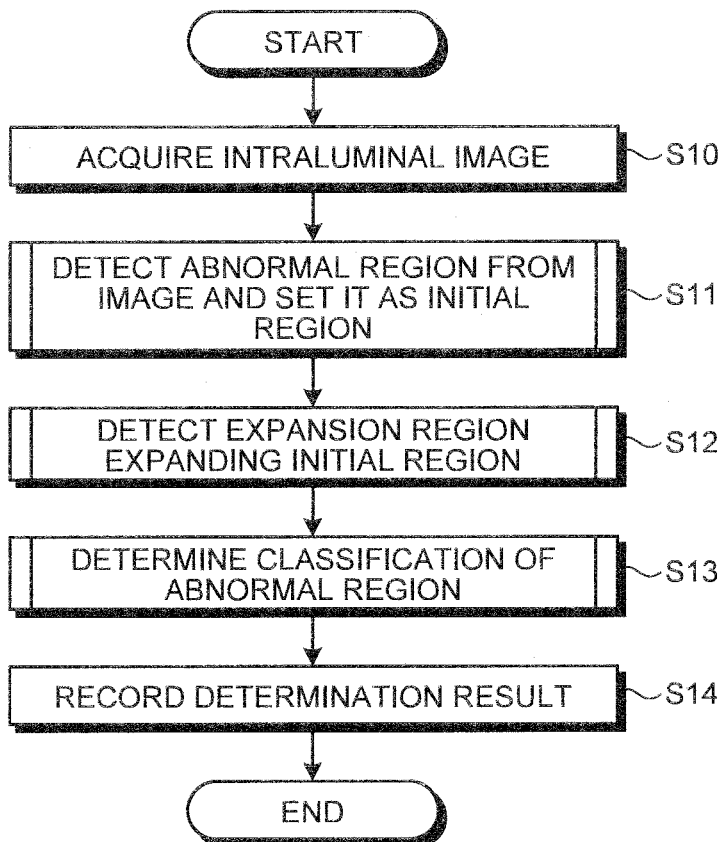 START
ACQUIRE INTRALUMINAL IMAGE
S10
DETECT ABNORMAL REGION FROM
IMAGE AND SET IT AS INITIAL
REGION
S11
DETECT EXPANSION REGION
EXPANDING INITIAL REGION
S12
DETERMINE CLASSIFICATION OF
ABNORMAL REGION
S13
RECORD DETERMINATION RESULT
S14
END